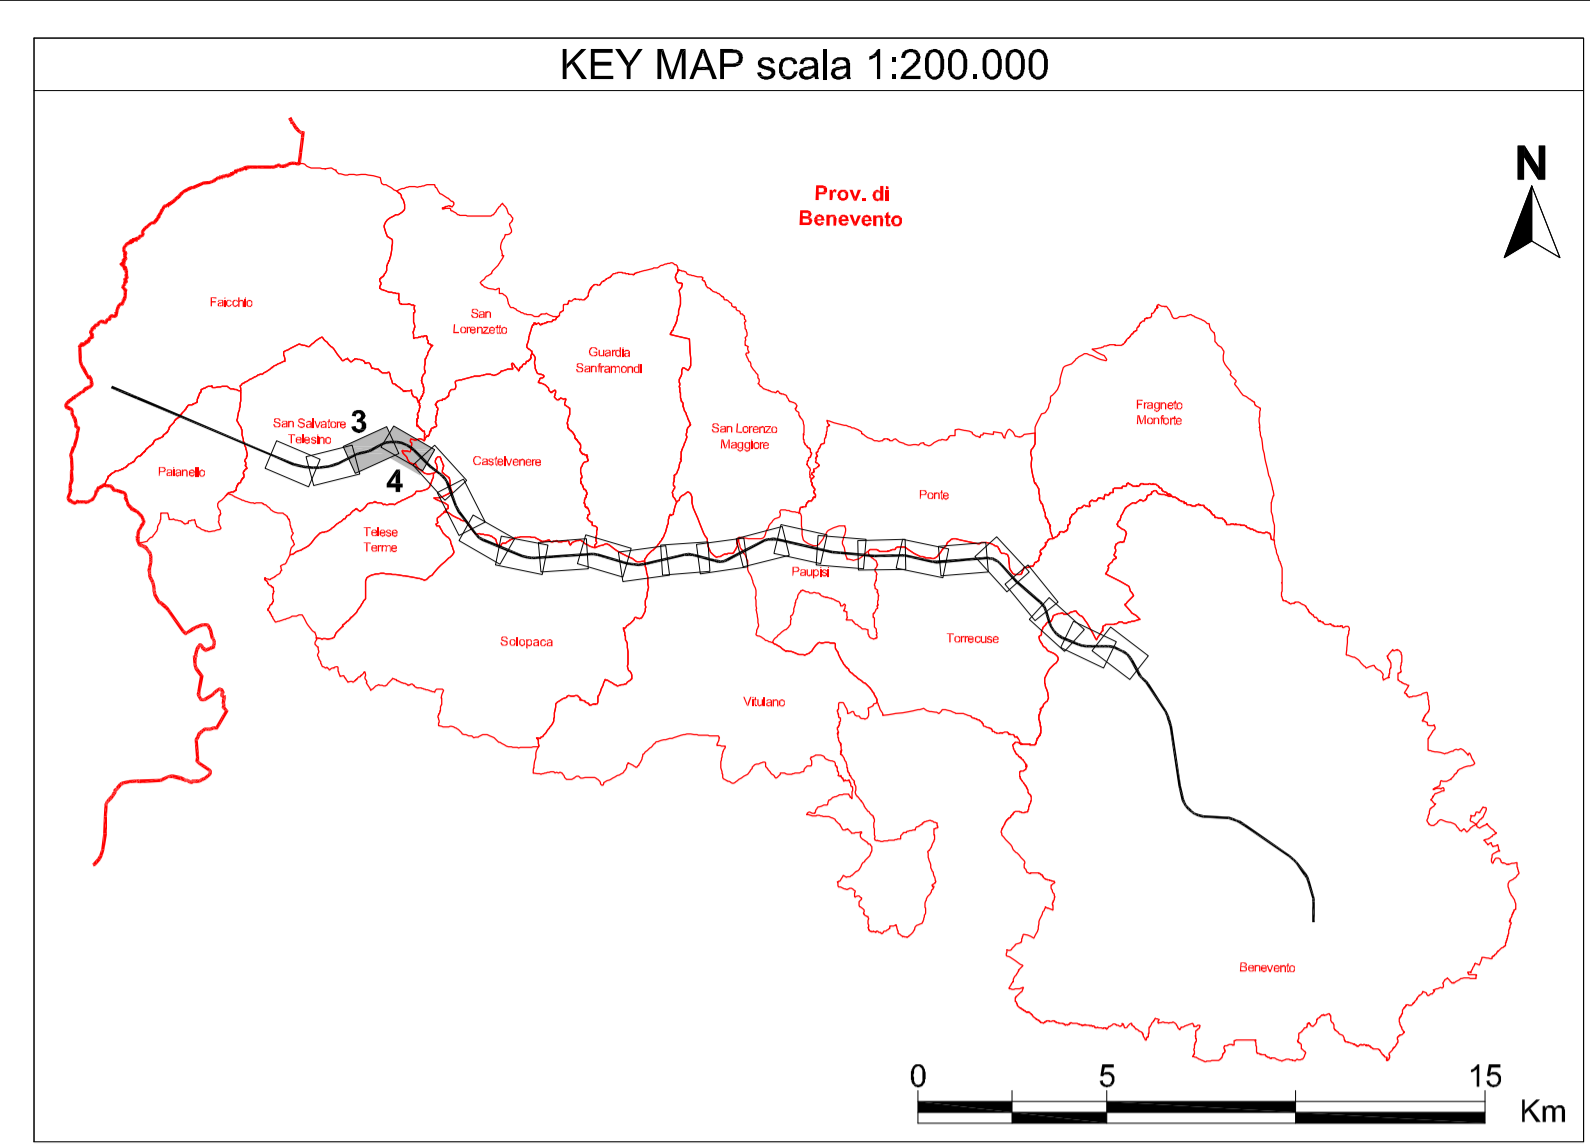 KEY MAP scala 1:200.000
N
Prov. di
Benevento
Faicchio
San
Lorenzetto
Guardia
Sanframondi
Fragneto
Monforte
San Salvatore
Telesino
3
San Lorenzo
Maggiore
Castelvenere
Paianello
4
Ponte
Telese
Terme
Paupisi
Solopaca
Torrecuse
Vitulano
Benevento
0 5 15
Km